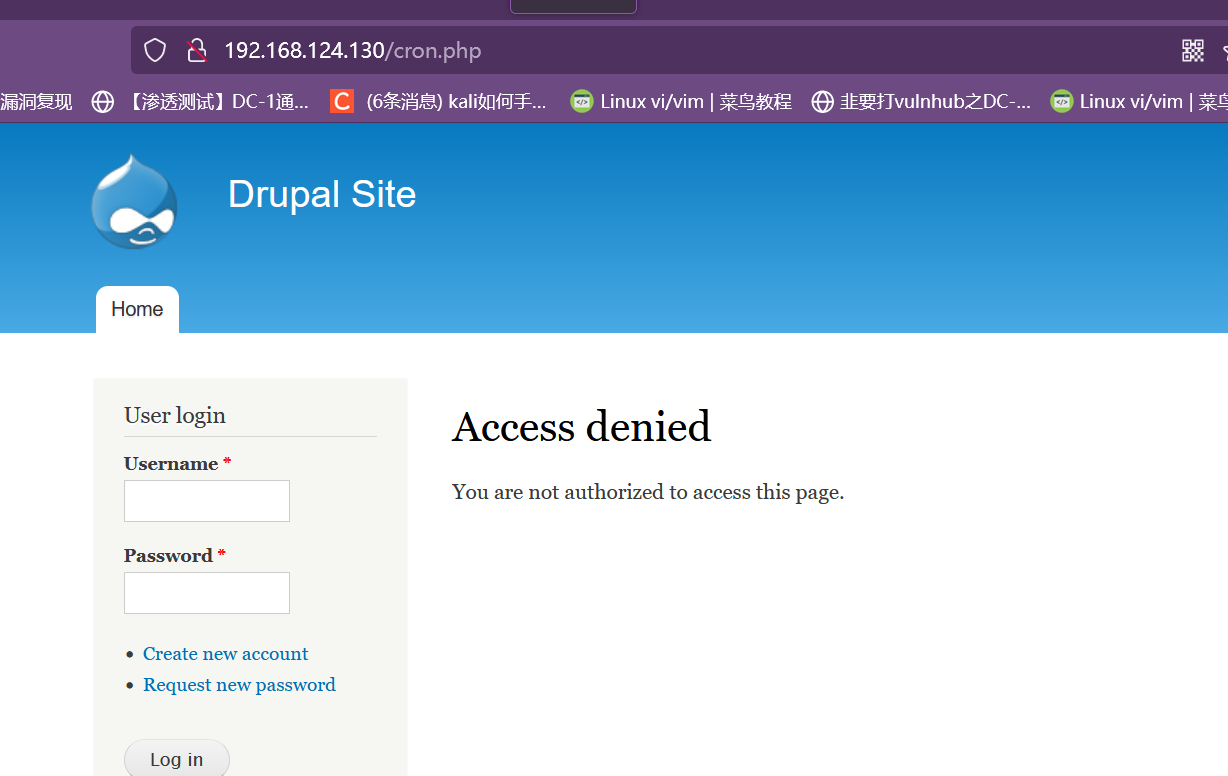 192.168.124.130/cron.php
漏洞复现 【渗透测试】DC-1通... C (6条消息) kali如何手... Linux vi/vim | 菜鸟教程 韭要打vulnhub之DC-... Linux vi/vim | 菜鸟
Drupal Site
Home
User login
Username *
Password *
Create new account
Request new password
Log in
Access denied
You are not authorized to access this page.